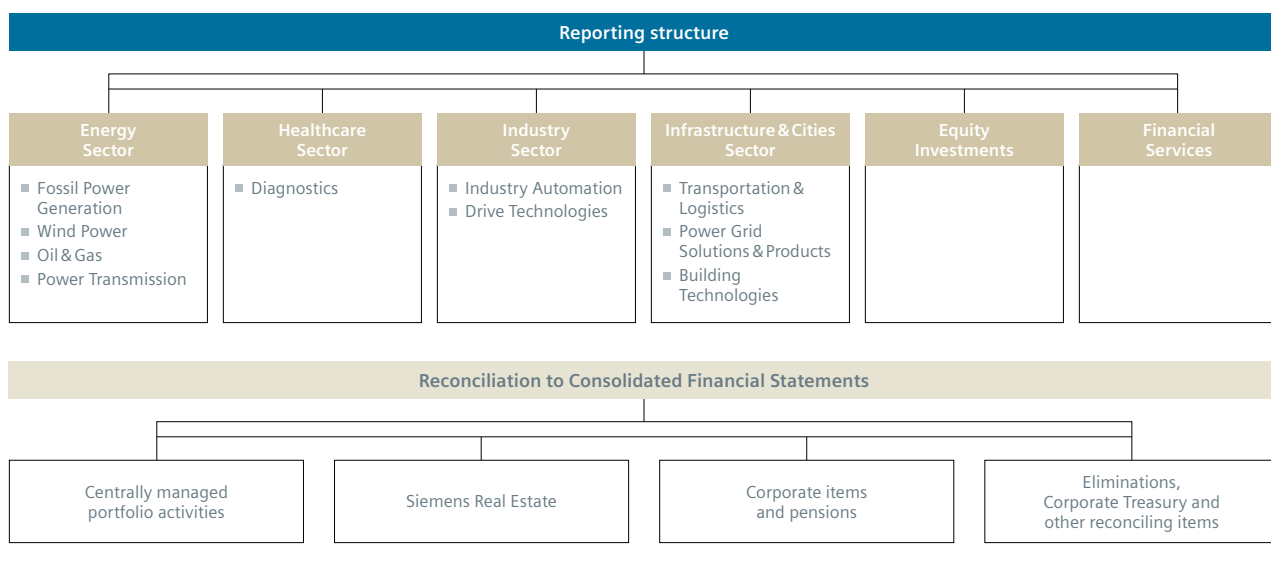 Reporting structure
Energy
Sector
Healthcare
Sector
Industry
Sector
Infrastructure & Cities
Sector
Equity
Investments
Financial
Services
Fossil Power
Generation
Wind Power
Oil & Gas
Power Transmission
Diagnostics
Industry Automation
Drive Technologies
Transportation &
Logistics
Power Grid
Solutions & Products
Building
Technologies
Reconciliation to Consolidated Financial Statements
Centrally managed
portfolio activities
Siemens Real Estate
Corporate items
and pensions
Eliminations,
Corporate Treasury and
other reconciling items